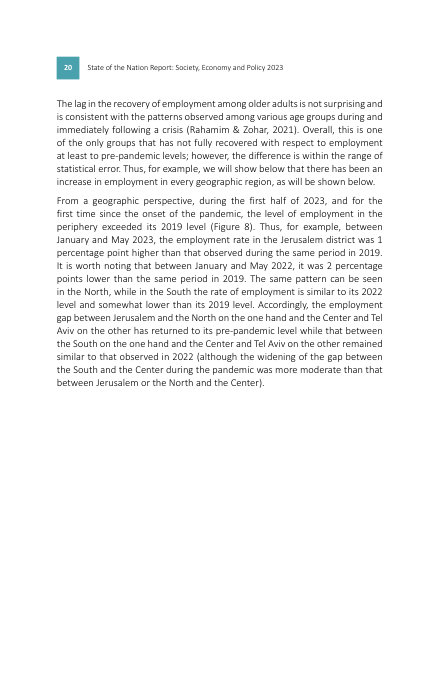 20
State of the Nation Report: Society, Economy and Policy 2023
The lag in the recovery of employment among older adults is not surprising and
is consistent with the patterns observed among various age groups during and
immediately following a crisis (Rahamim & Zohar, 2021). Overall, this is one
of the only groups that has not fully recovered with respect to employment
at least to pre-pandemic levels; however, the difference is within the range of
statistical error. Thus, for example, we will show below that there has been an
increase in employment in every geographic region, as will be shown below.
From a geographic perspective, during the first half of 2023, and for the
first time since the onset of the pandemic, the level of employment in the
periphery exceeded its 2019 level (Figure 8). Thus, for example, between
January and May 2023, the employment rate in the Jerusalem district was 1
percentage point higher than that observed during the same period in 2019.
It is worth noting that between January and May 2022, it was 2 percentage
points lower than the same period in 2019. The same pattern can be seen
in the North, while in the South the rate of employment is similar to its 2022
level and somewhat lower than its 2019 level. Accordingly, the employment
gap between Jerusalem and the North on the one hand and the Center and Tel
Aviv on the other has returned to its pre-pandemic level while that between
the South on the one hand and the Center and Tel Aviv on the other remained
similar to that observed in 2022 (although the widening of the gap between
the South and the Center during the pandemic was more moderate than that
between Jerusalem or the North and the Center).